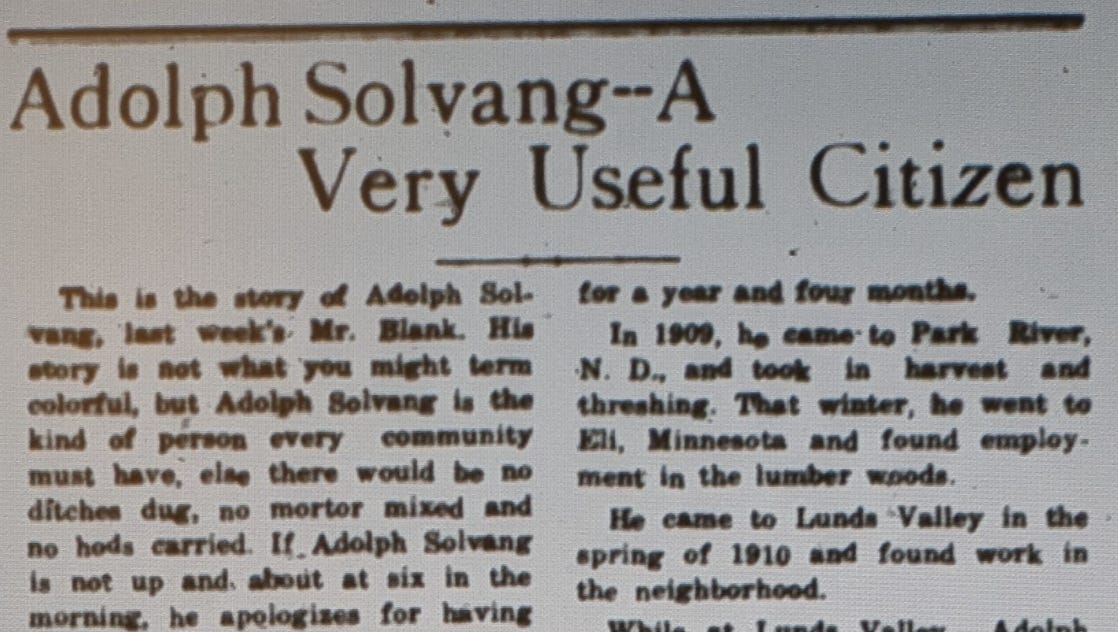 Adolph Solvang--A
Very Useful Citizen
This is the story of Adolph Sol-
vang, last week's Mr. Blank. His
story is not what you might term
colorful, but Adolph Solvang is the
kind of person every community
must have, else there would be no
ditches dug, no mortor mixed and
no hods carried. If Adolph Solvang
is not up and about at six in the
morning, he apologizes for having
for a year and four months.
In 1909, he came to Park River,
N. D., and took in harvest and
threshing. That winter, he went to
Eli, Minnesota and found employ-
ment in the lumber woods.
He came to Lunds Valley in the
spring of 1910 and found work in
the neighborhood.
While at Lunds Valley, Adolph